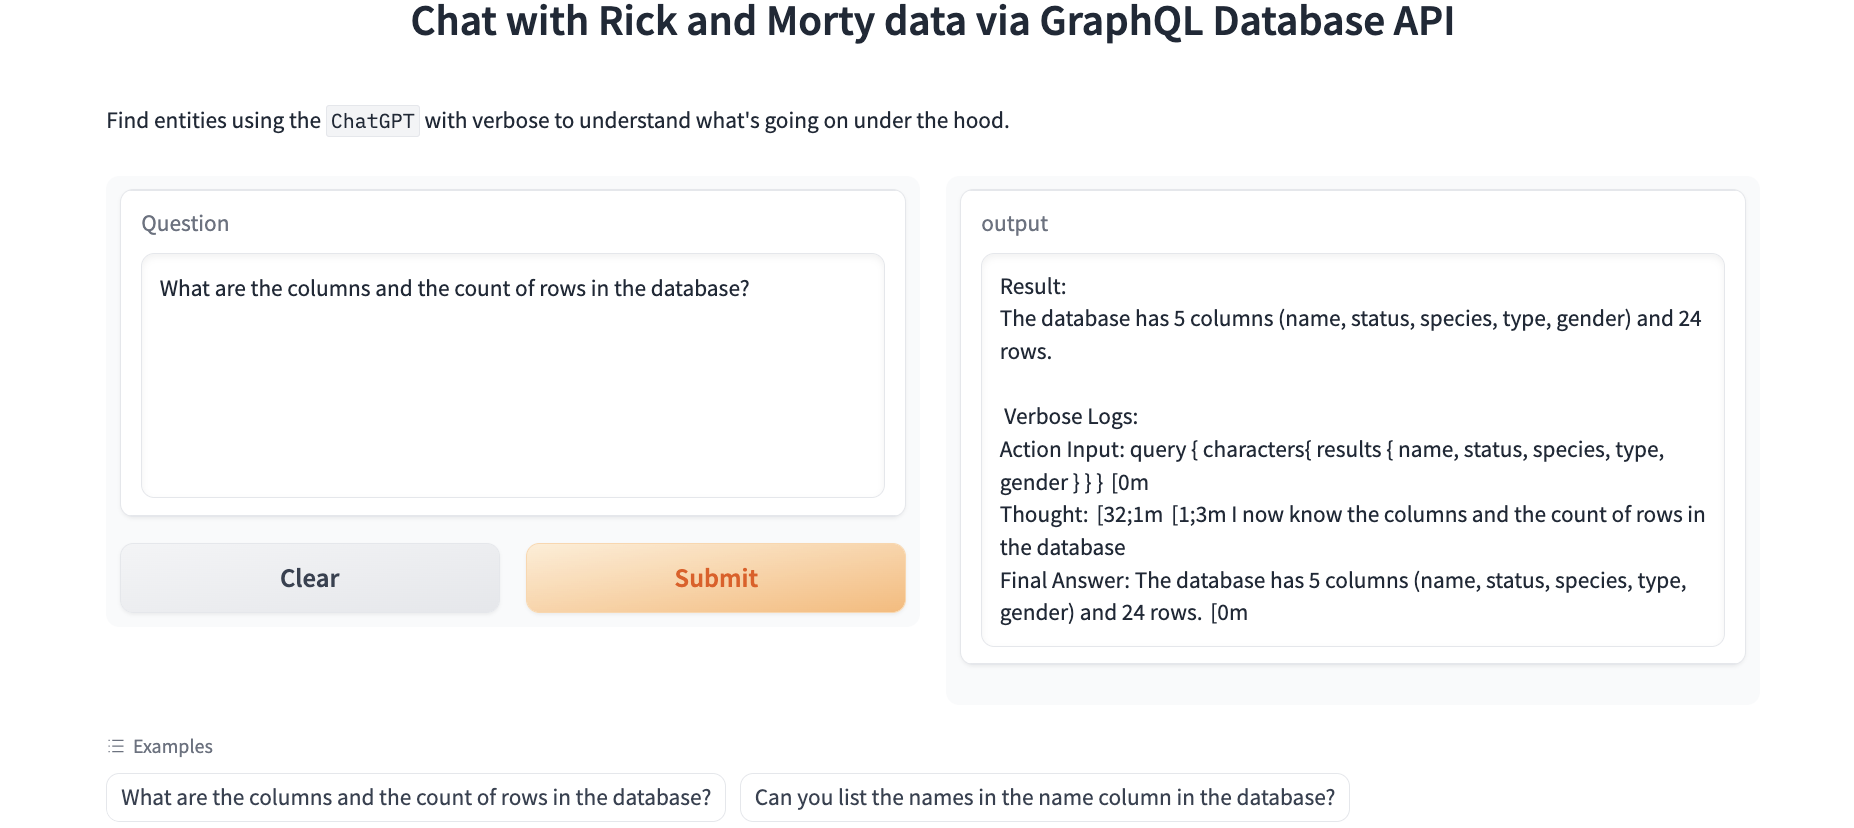 Chat with Rick and Morty data via GraphQL Database API
Find entities using the ChatGPT with verbose to understand what's going on under the hood.
Question
What are the columns and the count of rows in the database?
Clear
Submit
output
Result:
The database has 5 columns (name, status, species, type, gender) and 24
rows.
Verbose Logs:
Action Input: query { characters{ results { name, status, species, type,
gender } } } [0m
Thought: [32;1m [1;3m I now know the columns and the count of rows in
the database
Final Answer: The database has 5 columns (name, status, species, type,
gender) and 24 rows. [0m
Examples
What are the columns and the count of rows in the database?
Can you list the names in the name column in the database?